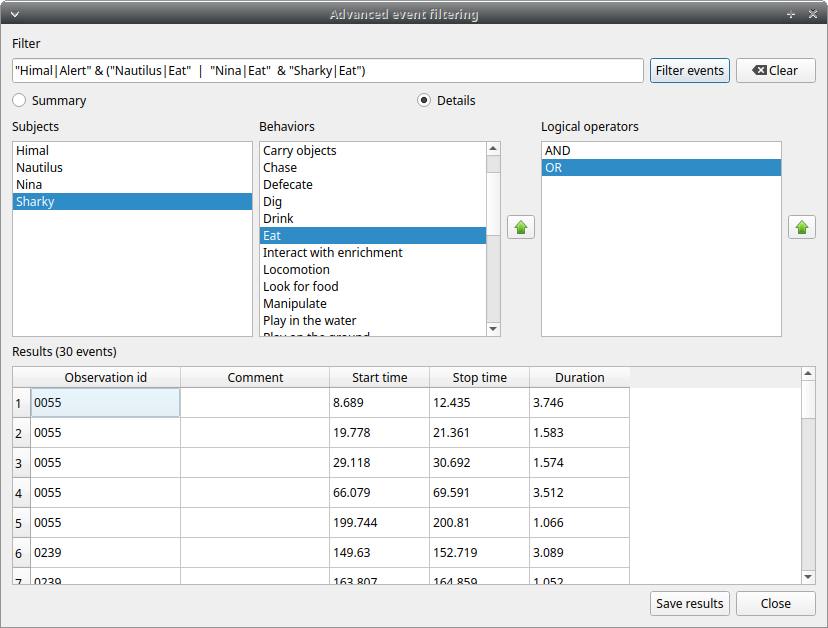 Advanced event filtering
Filter
"Himal|Alert" & ("Nautilus|Eat"  |  "Nina|Eat"  & "Sharky|Eat")
Filter events
Clear
Summary
Details
Subjects
Behaviors
Logical operators
Himal
Nautilus
Nina
Sharky
Carry objects
Chase
Defecate
Dig
Drink
Eat
Interact with enrichment
Locomotion
Look for food
Manipulate
Play in the water
Play on the ground
AND
OR
Results (30 events)
Observation id Comment Start time Stop time Duration
1 0055 8.689 12.435 3.746
2 0055 19.778 21.361 1.583
3 0055 29.118 30.692 1.574
4 0055 66.079 69.591 3.512
5 0055 199.744 200.81 1.066
6 0239 149.63 152.719 3.089
7 0239 163.807 164.859 1.052
Save results
Close